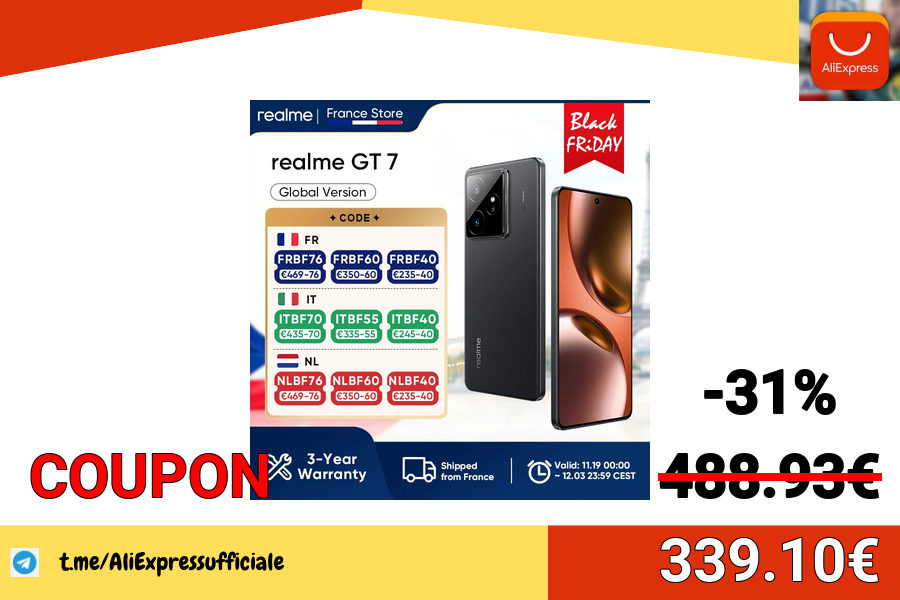 AliExpress
realme | France Store
Black
FRiDAY
realme GT 7
Global Version
CODE
FR
FRBF76 FRBF60 FRBF40
€469-76 €350-60 €235-40
IT
ITBF70 ITBF55 ITBF40
€435-70 €335-55 €245-40
NL
NLBF76 NLBF60 NLBF40
€469-76 €350-60 €235-40
realme
3-Year
Warranty
Shipped
from France
Valid: 11.19 00:00
~ 12.03 23:59 CEST
-31%
COUPON
488.93€
t.me/AliExpressufficiale
339.10€